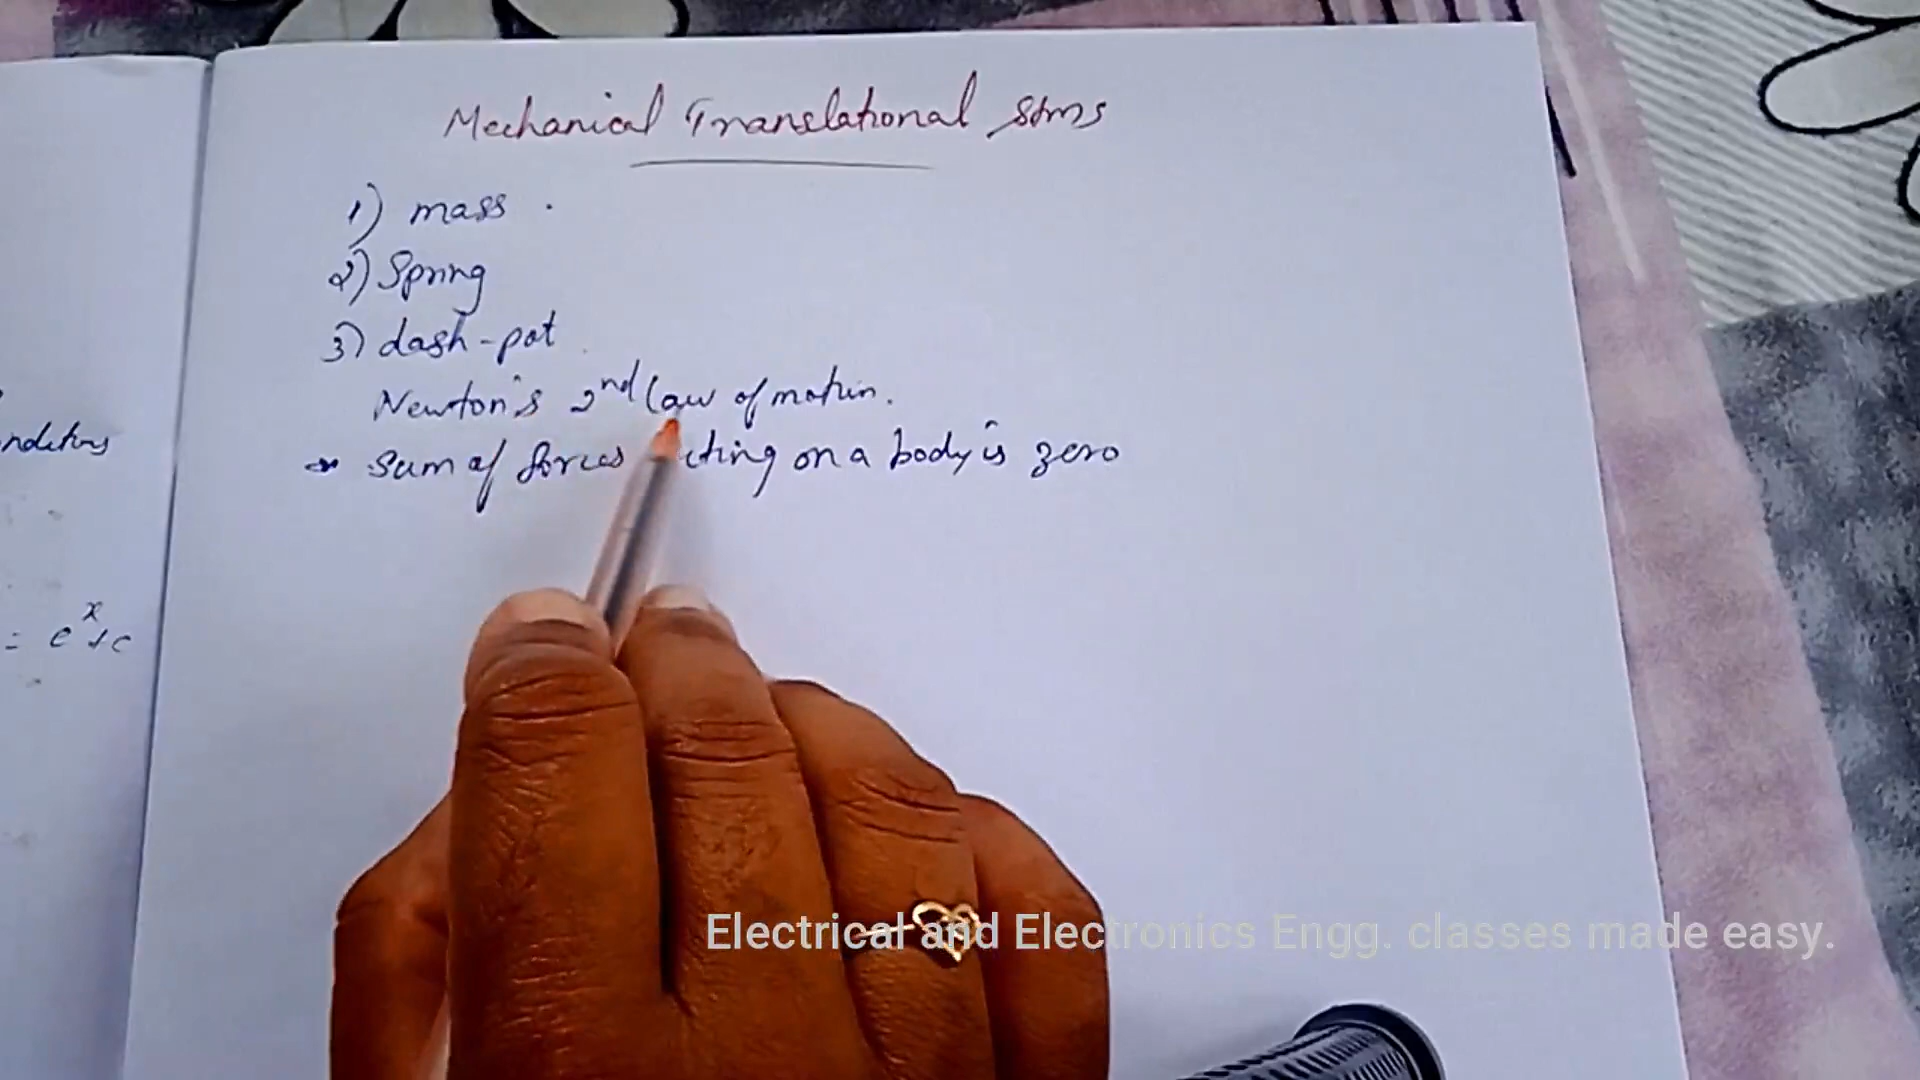 Mechanical Translational Stms
1) mass .
2) Spring
3) dash-pot
Newton's 2nd law of motion.
→ Sum of forces acting on a body is zero
= e^x + c
Electrical and Electronics Engg. classes made easy.